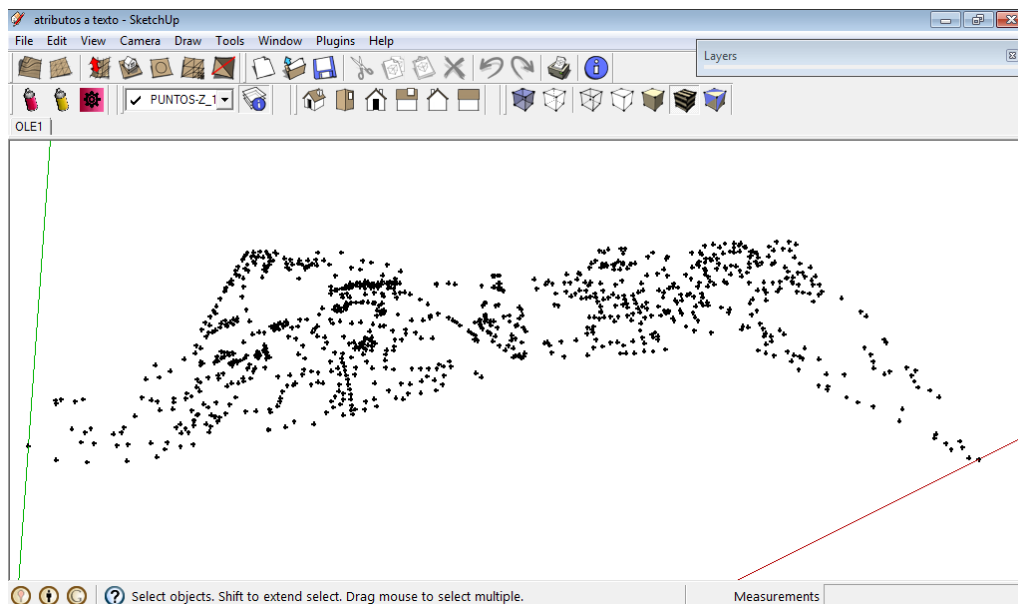 atributos a texto - SketchUp
File Edit View Camera Draw Tools Window Plugins Help
Layers
PUNTOS-Z_1
OLE1
Select objects. Shift to extend select. Drag mouse to select multiple.
Measurements